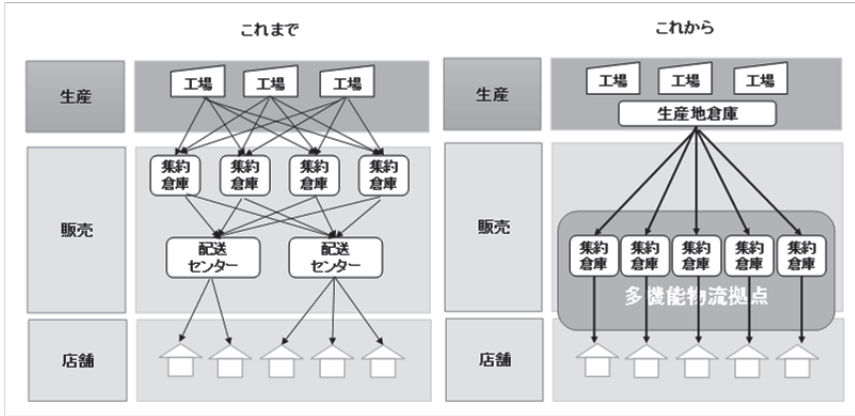 これまで
生産
工場 工場 工場
販売
集約
倉庫
集約
倉庫
集約
倉庫
集約
倉庫
配送
センター
配送
センター
店舗
これから
生産
工場 工場 工場
生産地倉庫
販売
集約
倉庫
集約
倉庫
集約
倉庫
集約
倉庫
集約
倉庫
多機能物流拠点
店舗